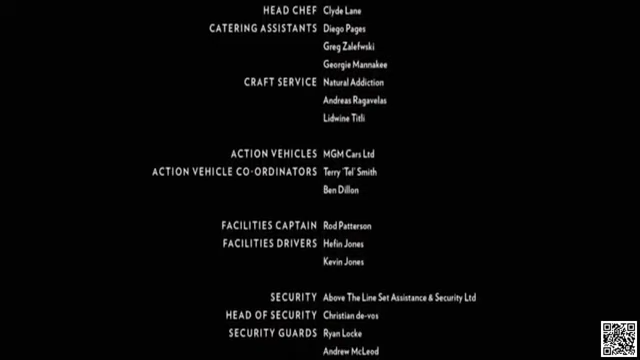 HEAD CHEF Clyde Lane
CATERING ASSISTANTS Diego Pages
Greg Zalefwski
Georgie Mannakee
CRAFT SERVICE Natural Addiction
Andreas Ragavelas
Lidwine Titli
ACTION VEHICLES MGM Cars Ltd
ACTION VEHICLE CO-ORDINATORS Terry 'Tel' Smith
Ben Dillon
FACILITIES CAPTAIN Rod Patterson
FACILITIES DRIVERS Hefin Jones
Kevin Jones
SECURITY Above The Line Set Assistance & Security Ltd
HEAD OF SECURITY Christian de-vos
SECURITY GUARDS Ryan Locke
Andrew McLeod